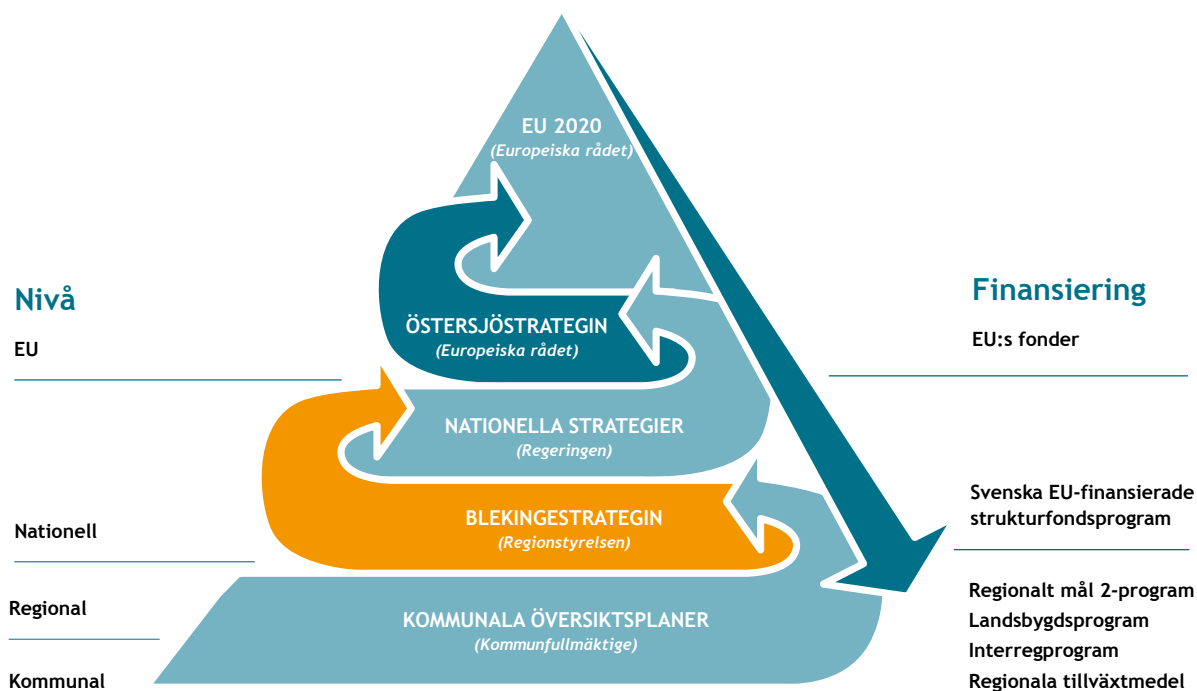 EU 2020
(Europeiska rådet)
Nivå
EU
ÖSTERSJÖSTRATEGIN
(Europeiska rådet)
Finansiering
EU:s fonder
NATIONELLA STRATEGIER
(Regeringen)
Nationell
BLEKINGESTRATEGIN
(Regionstyrelsen)
Svenska EU-finansierade
strukturfondsprogram
Regional
Kommunal
KOMMUNALA ÖVERSIKTSPLANER
(Kommunfullmäktige)
Regionalt mål 2-program
Landsbygdsprogram
Interregprogram
Regionala tillväxtmedel